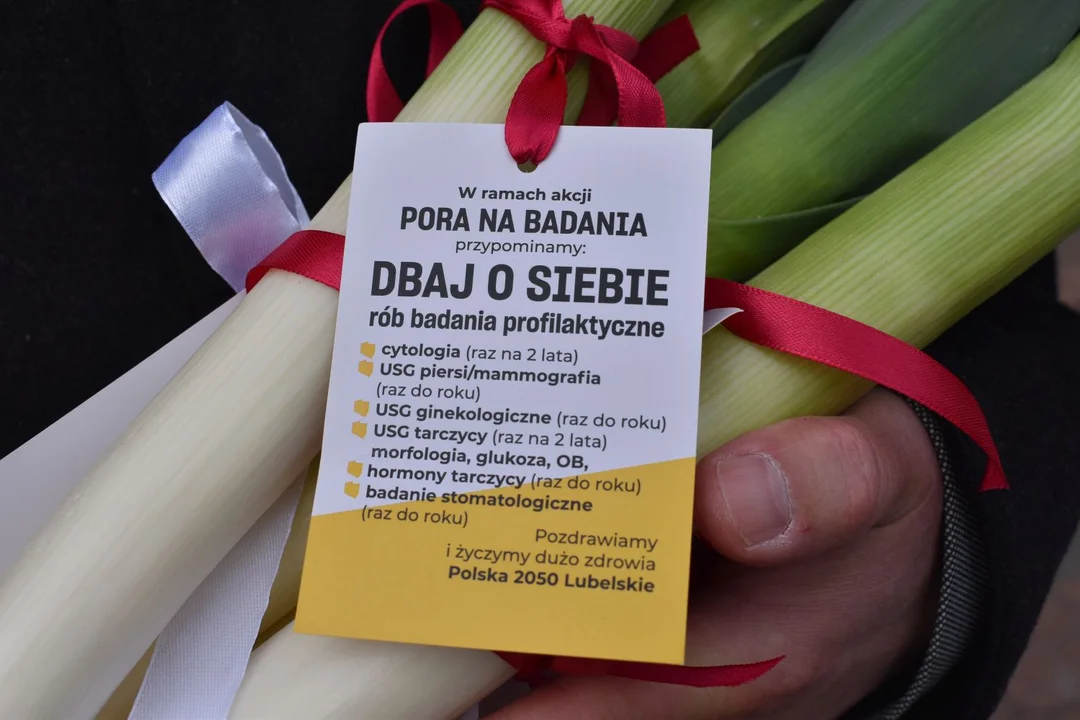 W ramach akcji
PORA NA BADANIA
przypominamy:
DBAJ O SIEBIE
rób badania profilaktyczne
cytologia (raz na 2 lata)
USG piersi/mammografia
(raz do roku)
USG ginekologiczne (raz do roku)
USG tarczycy (raz na 2 lata)
morfologia, glukoza, OB,
hormony tarczycy (raz do roku)
badanie stomatologiczne
(raz do roku)
Pozdrawiamy
i życzymy dużo zdrowia
Polska 2050 Lubelskie